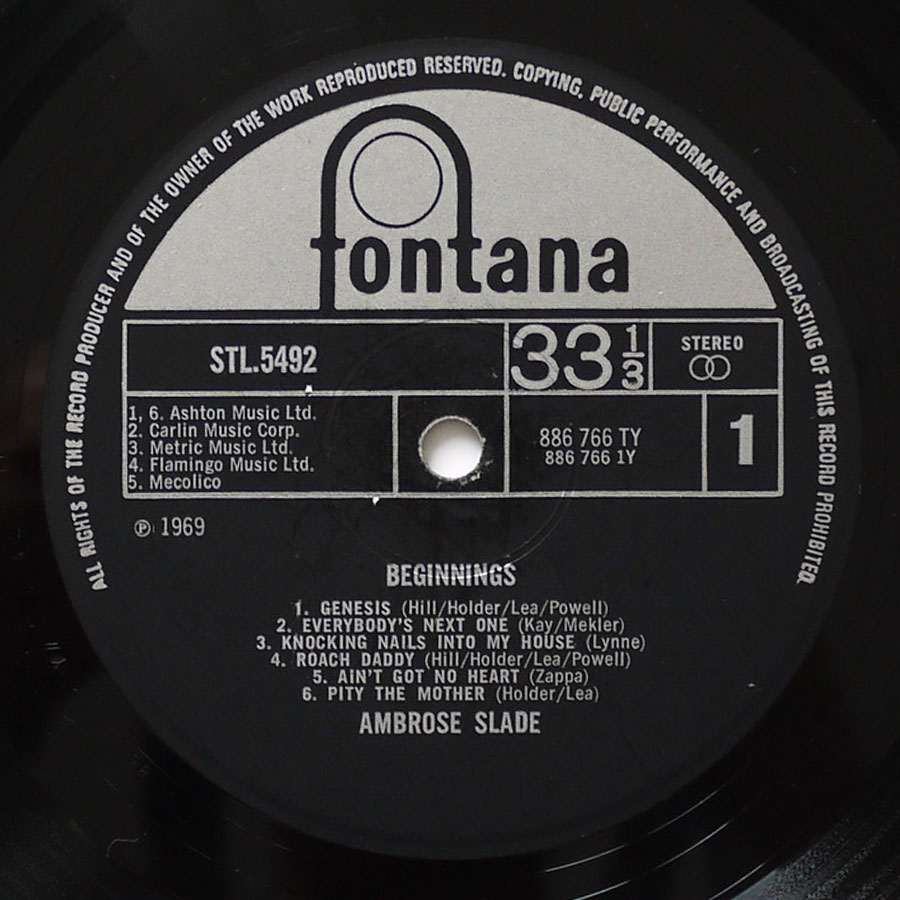 ALL RIGHTS OF THE RECORD PRODUCER AND OF THE OWNER OF THE WORK REPRODUCED RESERVED. COPYING, PUBLIC PERFORMANCE AND BROADCASTING OF THIS RECORD PROHIBITED.
fontana
STL.5492
33 1/3
STEREO
1, 6. Ashton Music Ltd.
2. Carlin Music Corp.
3. Metric Music Ltd.
4. Flamingo Music Ltd.
5. Mecolico
886 766 TY
886 766 1Y
1
℗ 1969
BEGINNINGS
1. GENESIS (Hill/Holder/Lea/Powell)
2. EVERYBODY'S NEXT ONE (Kay/Mekler)
3. KNOCKING NAILS INTO MY HOUSE (Lynne)
4. ROACH DADDY (Hill/Holder/Lea/Powell)
5. AiN'T GOT NO HEART (Zappa)
6. PITY THE MOTHER (Holder/Lea)
AMBROSE SLADE